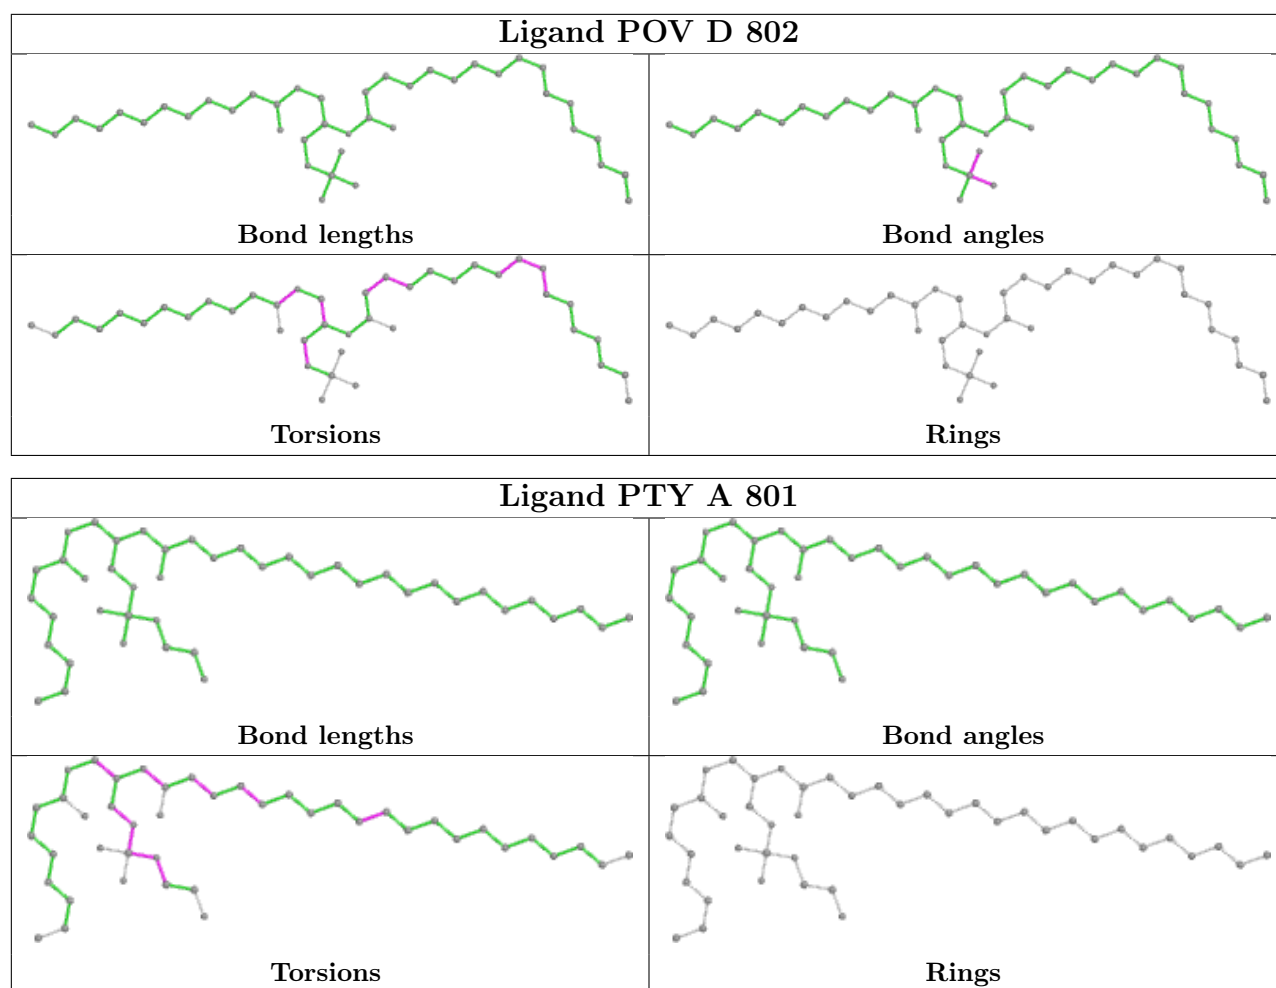 Ligand POV D 802
Bond lengths
Bond angles
Torsions
Rings
Ligand PTY A 801
Bond lengths
Bond angles
Torsions
Rings